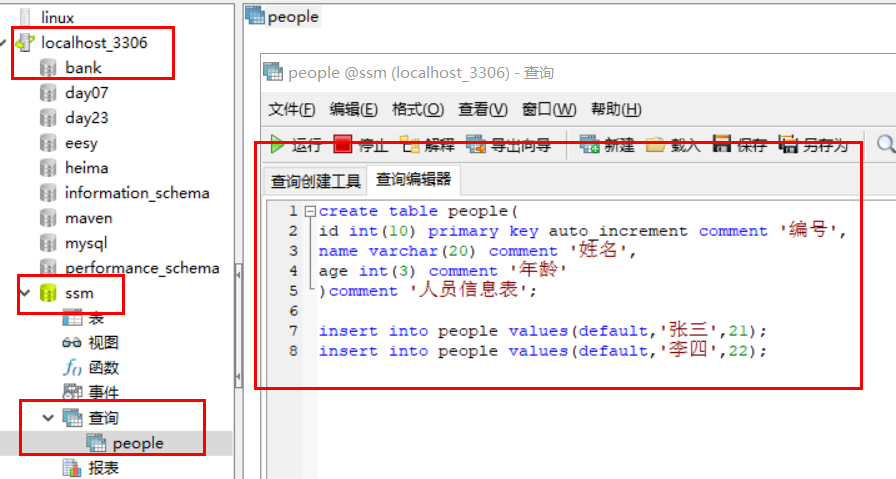 linux
localhost_3306
bank
day07
day23
eesy
heima
information_schema
maven
mysql
performance_schema
ssm
表
视图
函数
事件
查询
people
报表
people
people @ssm (localhost_3306) - 查询
文件(F) 编辑(E) 格式(O) 查看(V) 窗口(W) 帮助(H)
运行 停止 解释 导出向导 新建 载入 保存 另存为
查询创建工具 查询编辑器
1 create table people(
2 id int(10) primary key auto_increment comment '编号',
3 name varchar(20) comment '姓名',
4 age int(3) comment '年龄'
5 )comment '人员信息表';
6
7 insert into people values(default,'张三',21);
8 insert into people values(default,'李四',22);